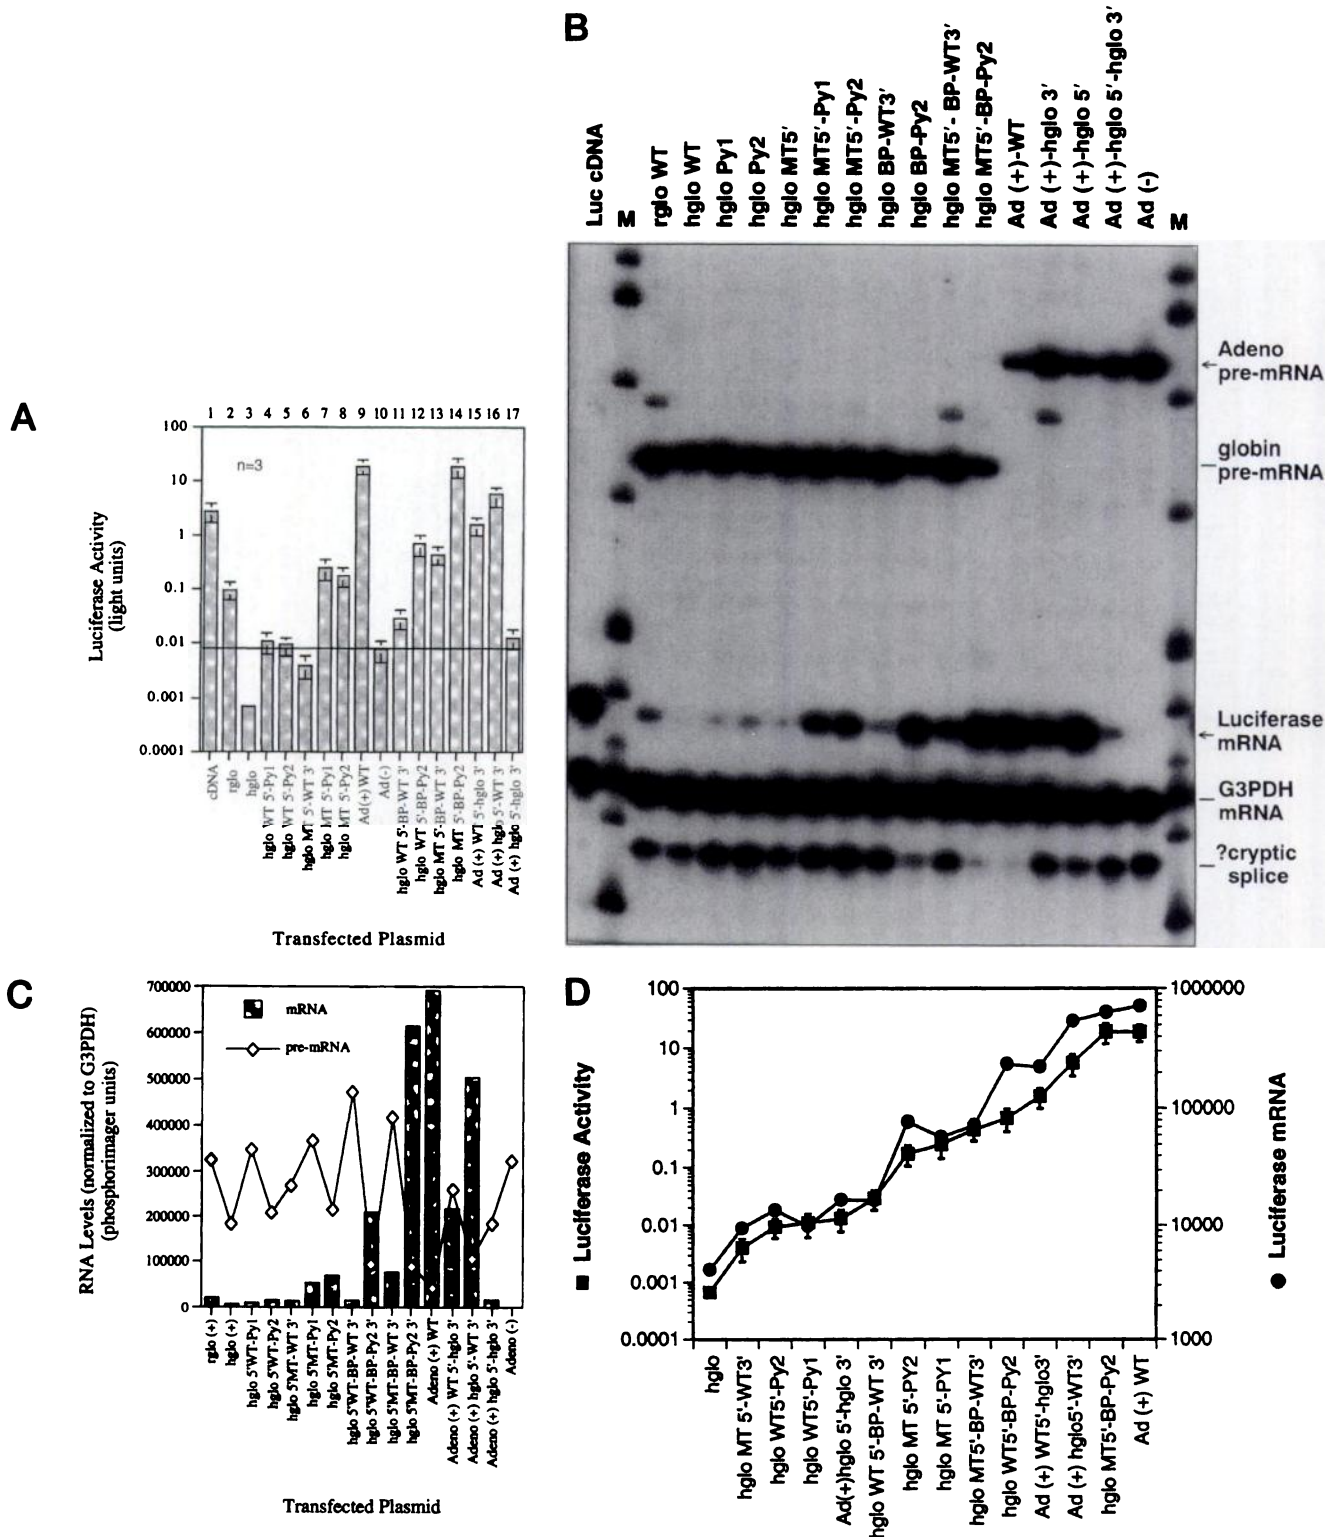 B
Luc cDNA
M
rglo WT
hglo WT
hglo Py1
hglo Py2
hglo MT5'
hglo MT5'-Py1
hglo MT5'-Py2
hglo BP-WT3'
hglo BP-Py2
hglo MT5'- BP-WT3'
hglo MT5'-BP-Py2
Ad (+)-WT
Ad (+)-hglo 3'
Ad (+)-hglo 5'
Ad (+)-hglo 5'-hglo 3'
Ad (-)
M
Adeno
pre-mRNA
globin
pre-mRNA
Luciferase
mRNA
G3PDH
mRNA
?cryptic
splice
A
1 2 3 4 5 6 7 8 9 10 11 12 13 14 15 16 17
n=3
100
10
1
0.1
0.01
0.001
0.0001
Luciferase Activity
(light units)
cDNA
rglo
hglo
hglo WT 5'-Py1
hglo WT 5'-Py2
hglo MT 5'-WT 3'
hglo MT 5'-Py1
hglo MT 5'-Py2
Ad(+) WT
Ad(-)
hglo WT 5'-BP-WT 3'
hglo WT 5'-BP-Py2
hglo MT 5'-BP-WT 3'
hglo MT 5'-BP-Py2
Ad (+) WT 5'-hglo 3'
Ad (+) hglo 5'-WT 3'
Ad (+) hglo 5'-hglo 3'
Transfected Plasmid
C
RNA Levels (normalized to G3PDH)
(phosphorimager units)
700000
600000
500000
400000
300000
200000
100000
0
mRNA
pre-mRNA
rglo (+)
hglo (+)
hglo 5'WT-Py1
hglo 5'WT-Py2
hglo 5'MT-WT 3'
hglo 5'MT-Py1
hglo 5'MT-Py2
hglo 5'WT-BP-WT 3'
hglo 5'WT-BP-Py2 3'
hglo 5'MT-BP-WT 3'
hglo 5'MT-BP-Py2 3'
Adeno (+) WT
Adeno (+) WT 5'-hglo 3'
Adeno (+) hglo 5'-WT 3'
Adeno (+) hglo 5'-hglo 3'
Adeno (-)
Transfected Plasmid
D
Luciferase Activity
100
10
1
0.1
0.01
0.001
0.0001
1000000
100000
10000
1000
Luciferase mRNA
hglo
hglo MT 5'-WT3'
hglo WT5'-Py2
hglo WT5'-Py1
Ad(+)hglo 5'-hglo 3'
hglo WT 5'-BP-WT 3'
hglo MT 5'-PY2
hglo MT 5'-PY1
hglo MT5'-BP-WT3'
hglo WT5'-BP-Py2
Ad (+) WT5'-hglo3'
Ad (+) hglo5'-WT3'
hglo MT5'-BP-Py2
Ad (+) WT